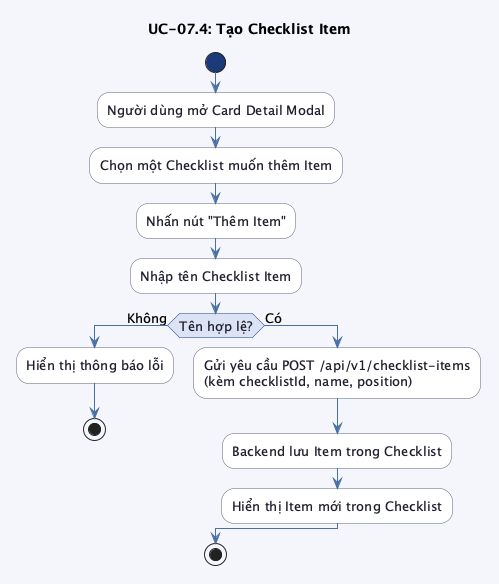 UC-07.4: Tạo Checklist Item
Người dùng mở Card Detail Modal
Chọn một Checklist muốn thêm Item
Nhấn nút "Thêm Item"
Nhập tên Checklist Item
Không
Tên hợp lệ?
Có
Hiển thị thông báo lỗi
Gửi yêu cầu POST /api/v1/checklist-items
(kèm checklistId, name, position)
Backend lưu Item trong Checklist
Hiển thị Item mới trong Checklist